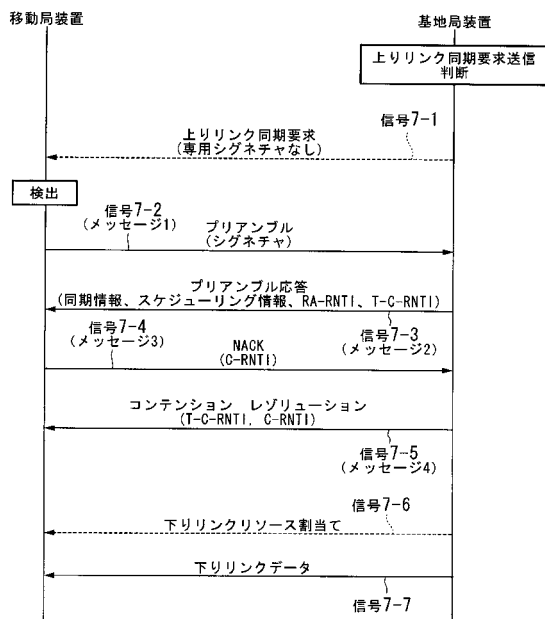 移動局装置
基地局装置
上りリンク同期要求送信
判断
信号7-1
上りリンク同期要求
(専用シグネチャなし)
検出
信号7-2
(メッセージ1)
プリアンブル
(シグネチャ)
プリアンブル応答
(同期情報、スケジューリング情報、RA-RNTI、T-C-RNTI)
信号7-4
(メッセージ3)
信号7-3
(メッセージ2)
NACK
(C-RNTI)
コンテンション レゾリューション
(T-C-RNTI, C-RNTI)
信号7-5
(メッセージ4)
信号7-6
下りリンクリソース割当て
下りリンクデータ
信号7-7